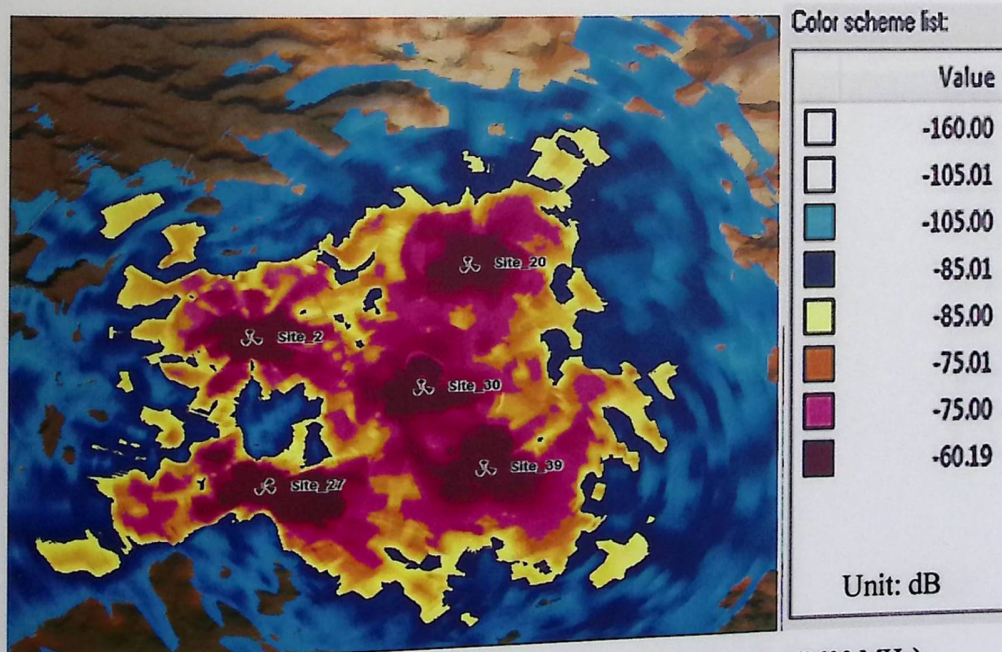 Color scheme list:
Value
-160.00
-105.01
-105.00
-85.01
-85.00
-75.01
-75.00
-60.19
Unit: dB
Site_20
Site_2
Site_30
Site_39
Site_27
MHz)